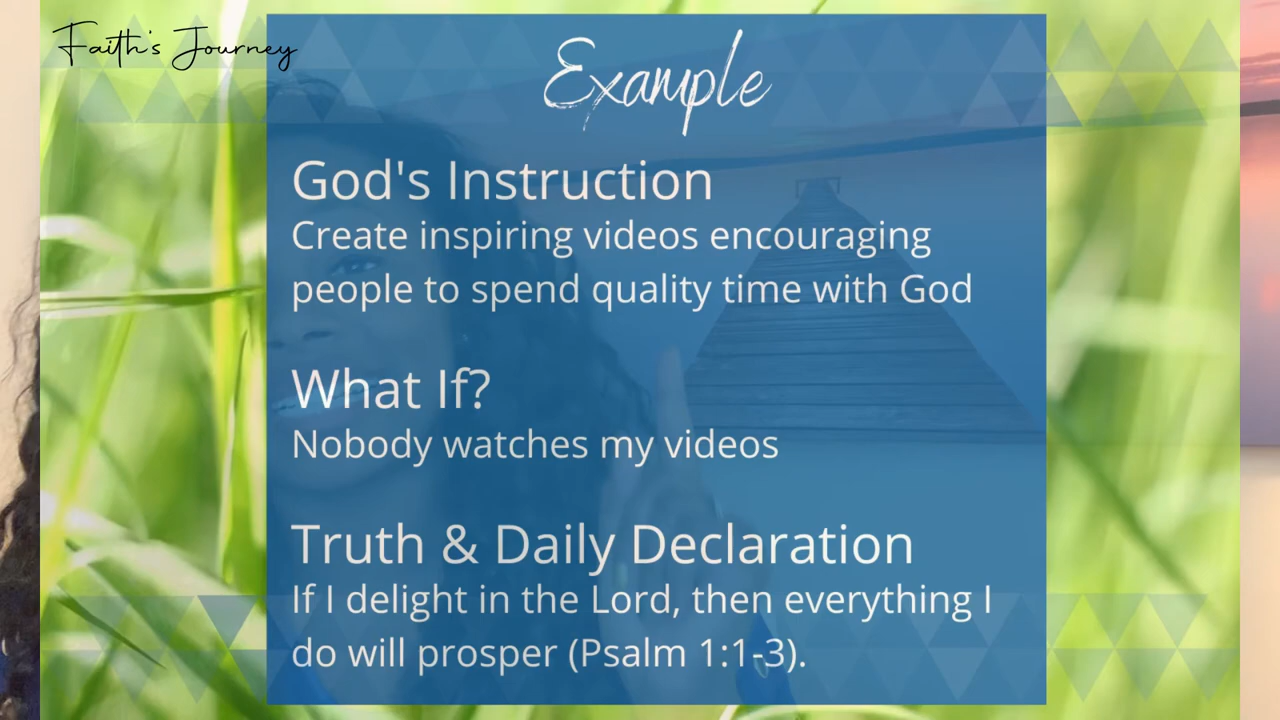 Faith's Journey
Example
God's Instruction
Create inspiring videos encouraging
people to spend quality time with God
What If?
Nobody watches my videos
Truth & Daily Declaration
If I delight in the Lord, then everything I
do will prosper (Psalm 1:1-3).